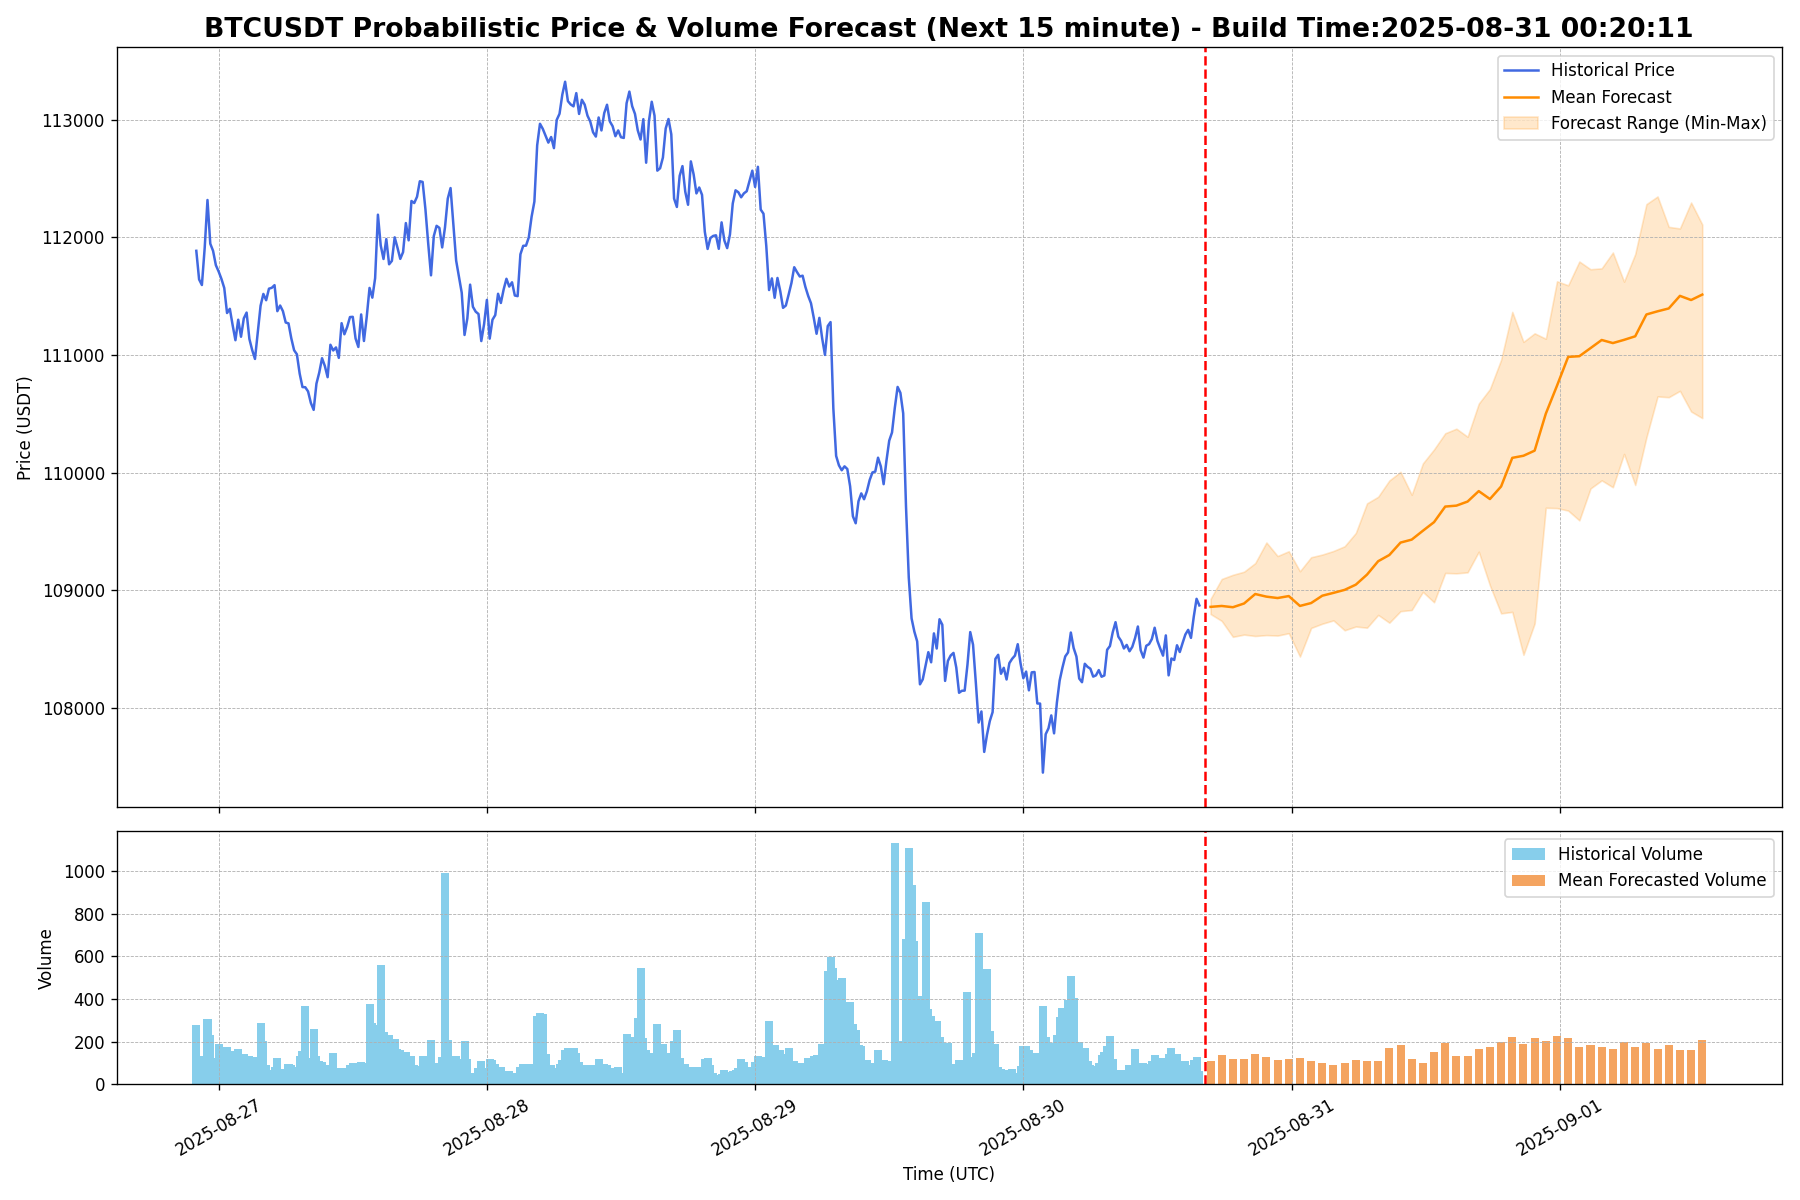 BTCUSDT Probabilistic Price & Volume Forecast (Next 15 minute) - Build Time:2025-08-31 00:20:11
Historical Price
Mean Forecast
Forecast Range (Min-Max)
Price (USDT)
113000
112000
111000
110000
109000
108000
Historical Volume
Mean Forecasted Volume
Volume
1000
800
600
400
200
0
2025-08-27
2025-08-28
2025-08-29
2025-08-30
2025-08-31
2025-09-01
Time (UTC)